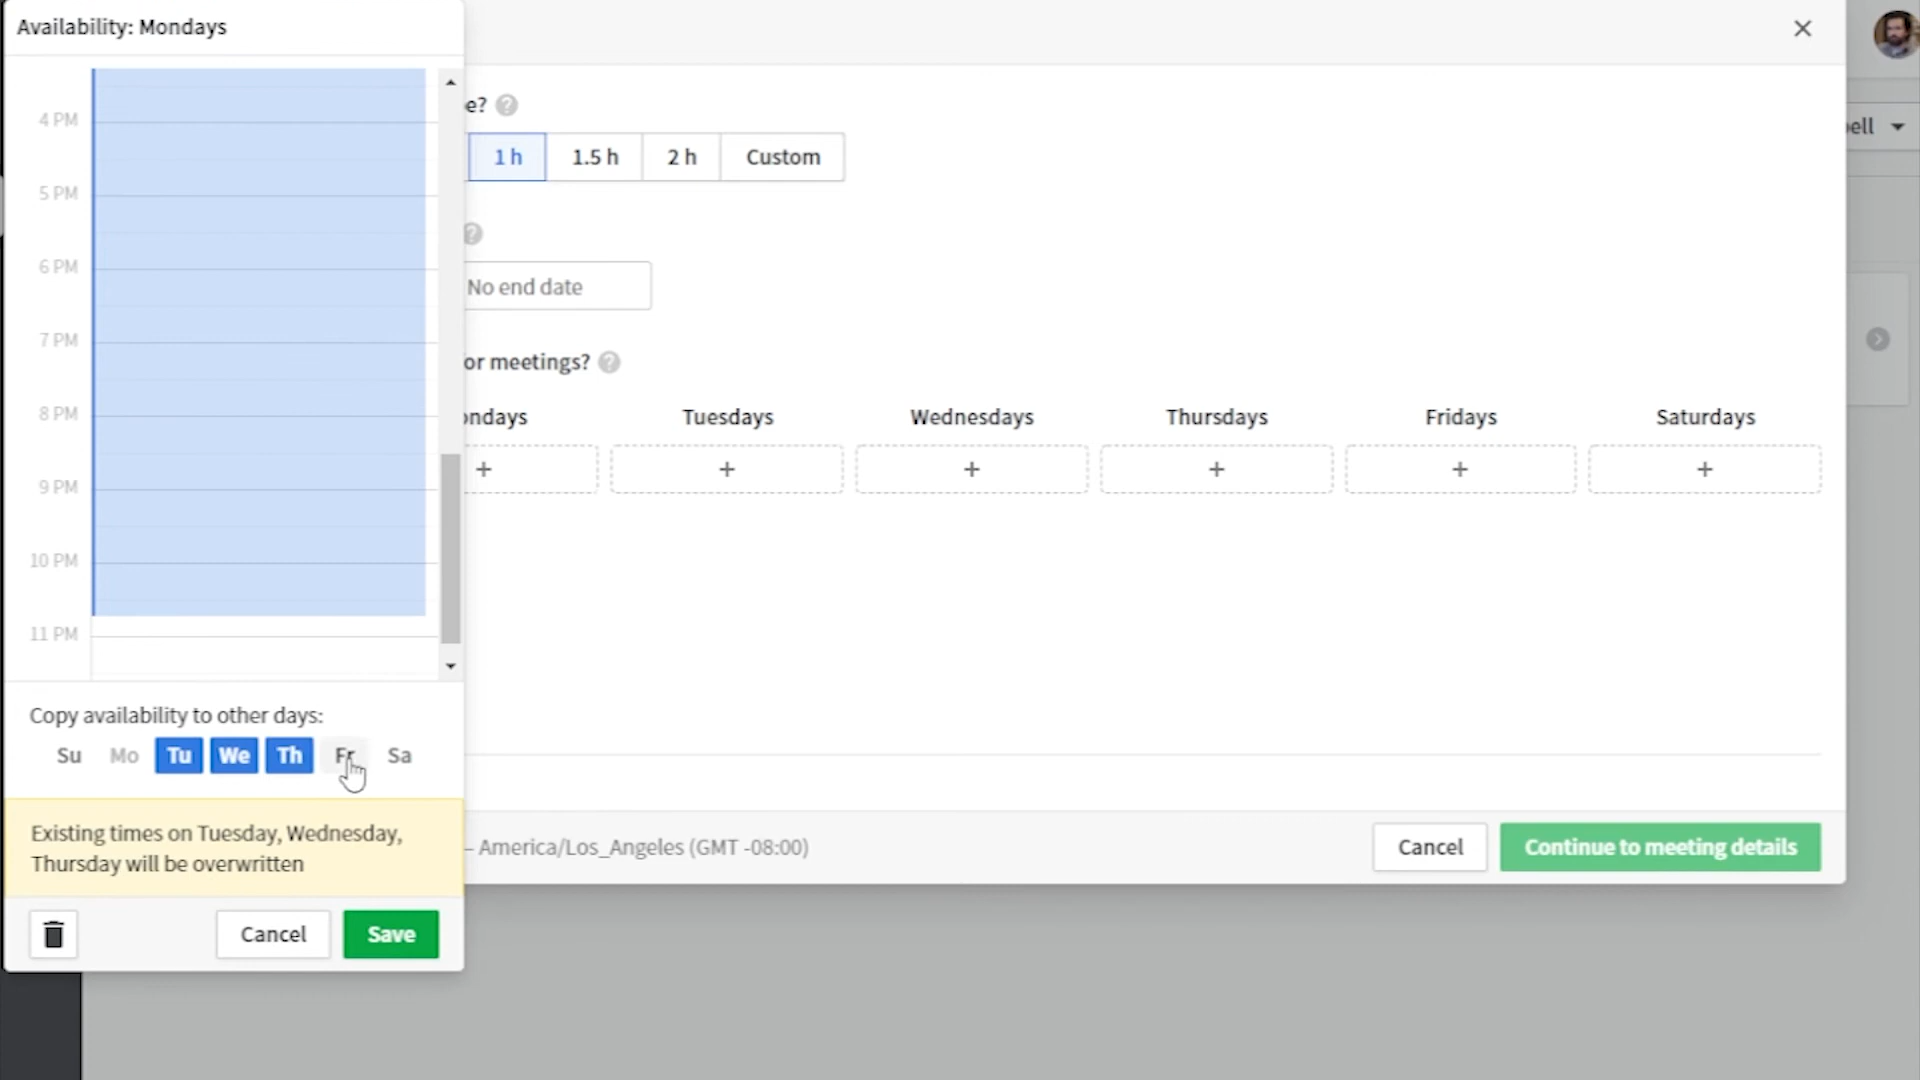 Availability: Mondays
4 PM
5 PM
6 PM
7 PM
8 PM
9 PM
10 PM
11 PM
Copy availability to other days:
Su Mo Tu We Th Fr Sa
Existing times on Tuesday, Wednesday,
Thursday will be overwritten
Cancel Save
e? ?
1 h 1.5 h 2 h Custom
?
No end date
or meetings? ?
ondays Tuesdays Wednesdays Thursdays Fridays Saturdays
+ + + + + +
– America/Los_Angeles (GMT -08:00)
Cancel Continue to meeting details
ell